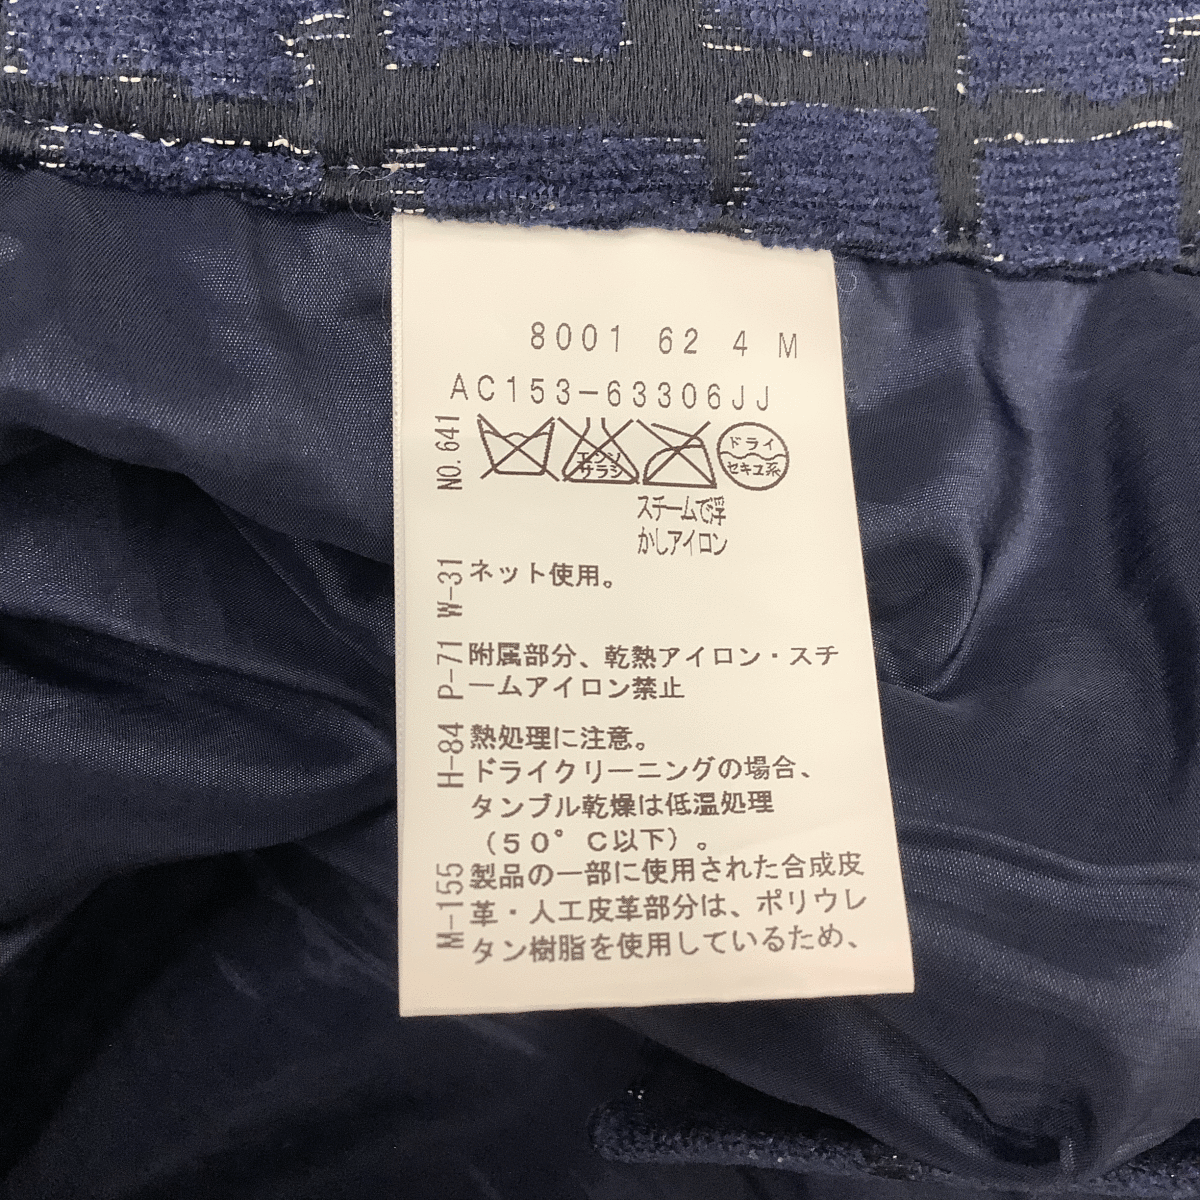 8001 62 4 M
AC153-63306JJ
エンソ
サラシ
ドライ
セキユ系
スチームで浮
かしアイロン
ネット使用。
附属部分、乾熱アイロン・スチ
ームアイロン禁止
熱処理に注意。
ドライクリーニングの場合、
タンブル乾燥は低温処理
（50°C以下）。
製品の一部に使用された合成皮
革・人工皮革部分は、ポリウレ
タン樹脂を使用しているため、
NO.641
W-31
P-71
H-84
M-155